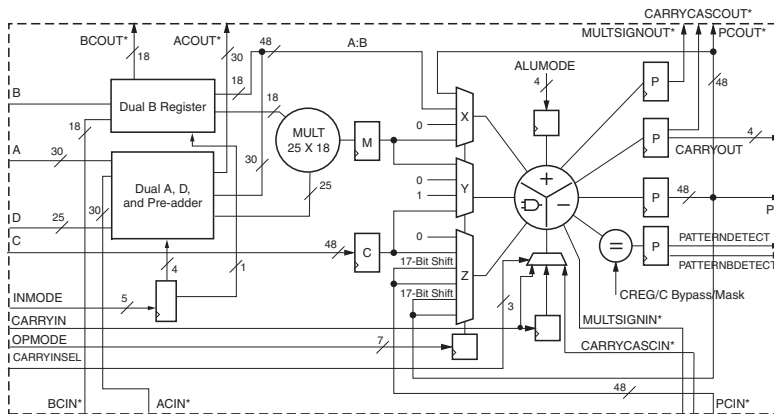 CARRYCASCOUT*
BCOUT* ACOUT* MULTSIGNOUT* PCOUT*
18 30 48 A:B
ALUMODE
48
B 18 4
Dual B Register 18 P
18 0 X
MULT
25 X 18 M P 4
A 30 CARRYOUT
30 0 Y
Dual A, D,
and Pre-adder 25 1 + − P 48
30 P
D 25 0
C 48 C = P PATTERNDETECT
17-Bit Shift Z PATTERNBDETECT
4 1
17-Bit Shift CREG/C Bypass/Mask
INMODE 5 3
CARRYIN MULTSIGNIN*
OPMODE 7
CARRYINSEL CARRYCASCIN*
48
BCIN* ACIN* PCIN*